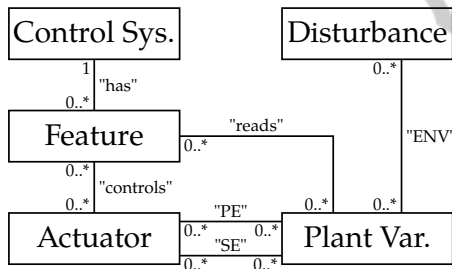 Control Sys.
Disturbance
1
"has"
0..*
0..*
Feature
"reads"
0..*
"ENV"
0..*
"controls"
0..*
0..*
0..*
Actuator
"PE"
0..*
0..*
"SE"
0..*
0..*
Plant Var.